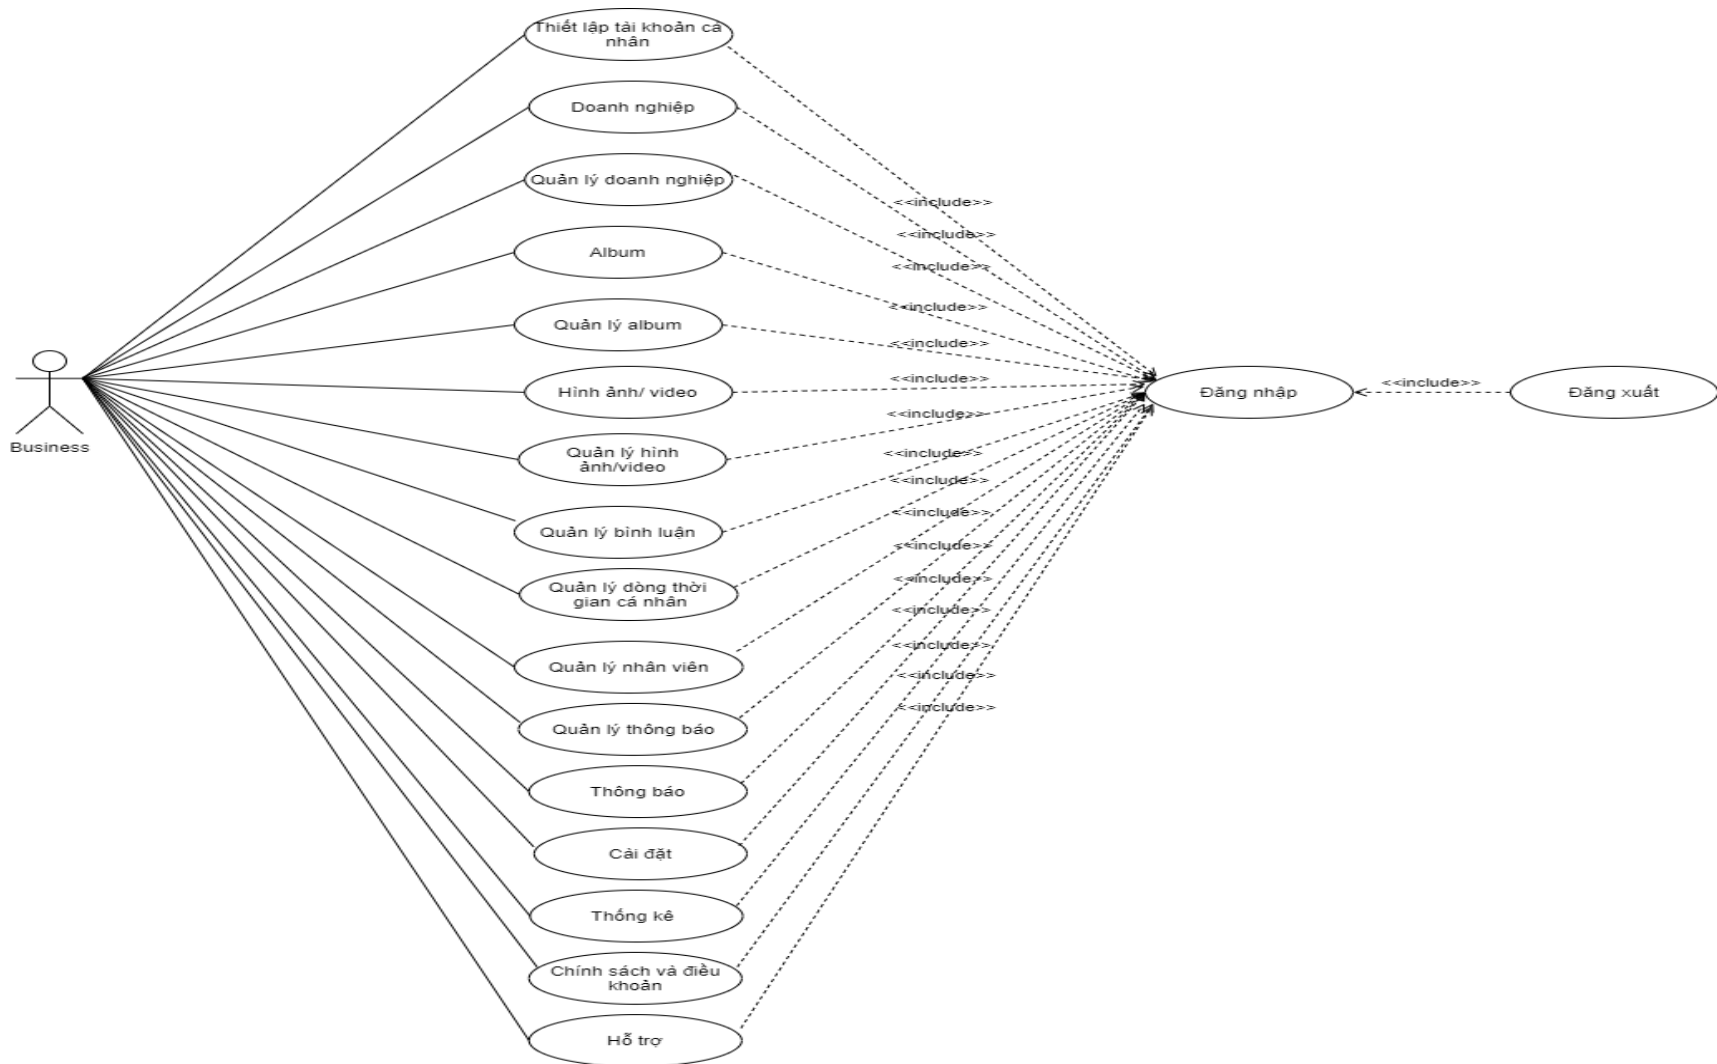 Thiết lập tài khoản cá
nhân
Doanh nghiệp
Quản lý doanh nghiệp
<<include>>
<<include>>
Album
<<include>>
<<include>>
Quản lý album
<<include>>
Hình ảnh/ video
<<include>>
Đăng nhập
<<include>>
Đăng xuất
<<include>>
Business
Quản lý hình
ảnh/video
<<include>>
<<include>>
Quản lý bình luận
<<include>>
<<include>>
Quản lý dòng thời
gian cá nhân
<<include>>
<<include>>
Quản lý nhân viên
<<include>>
<<include>>
<<include>>
Quản lý thông báo
Thông báo
Cài đặt
Thống kê
Chính sách và điều
khoản
Hỗ trợ